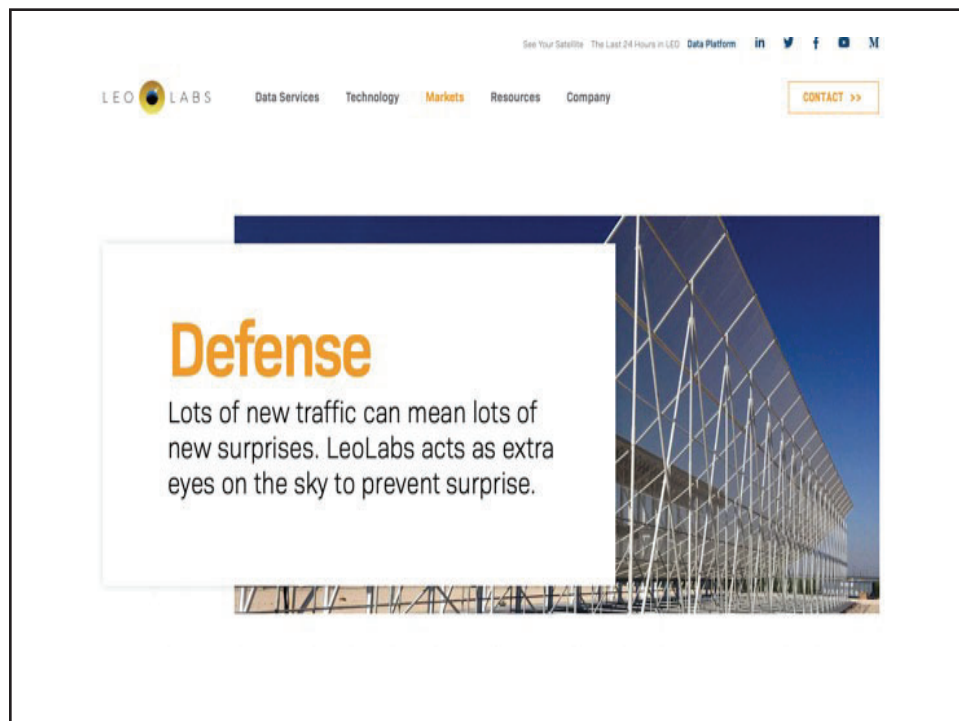 See Your Satellite The Last 24 Hours in LEO Data Platform in f M
LEO LABS Data Services Technology Markets Resources Company CONTACT >>
Defense
Lots of new traffic can mean lots of
new surprises. LeoLabs acts as extra
eyes on the sky to prevent surprise.